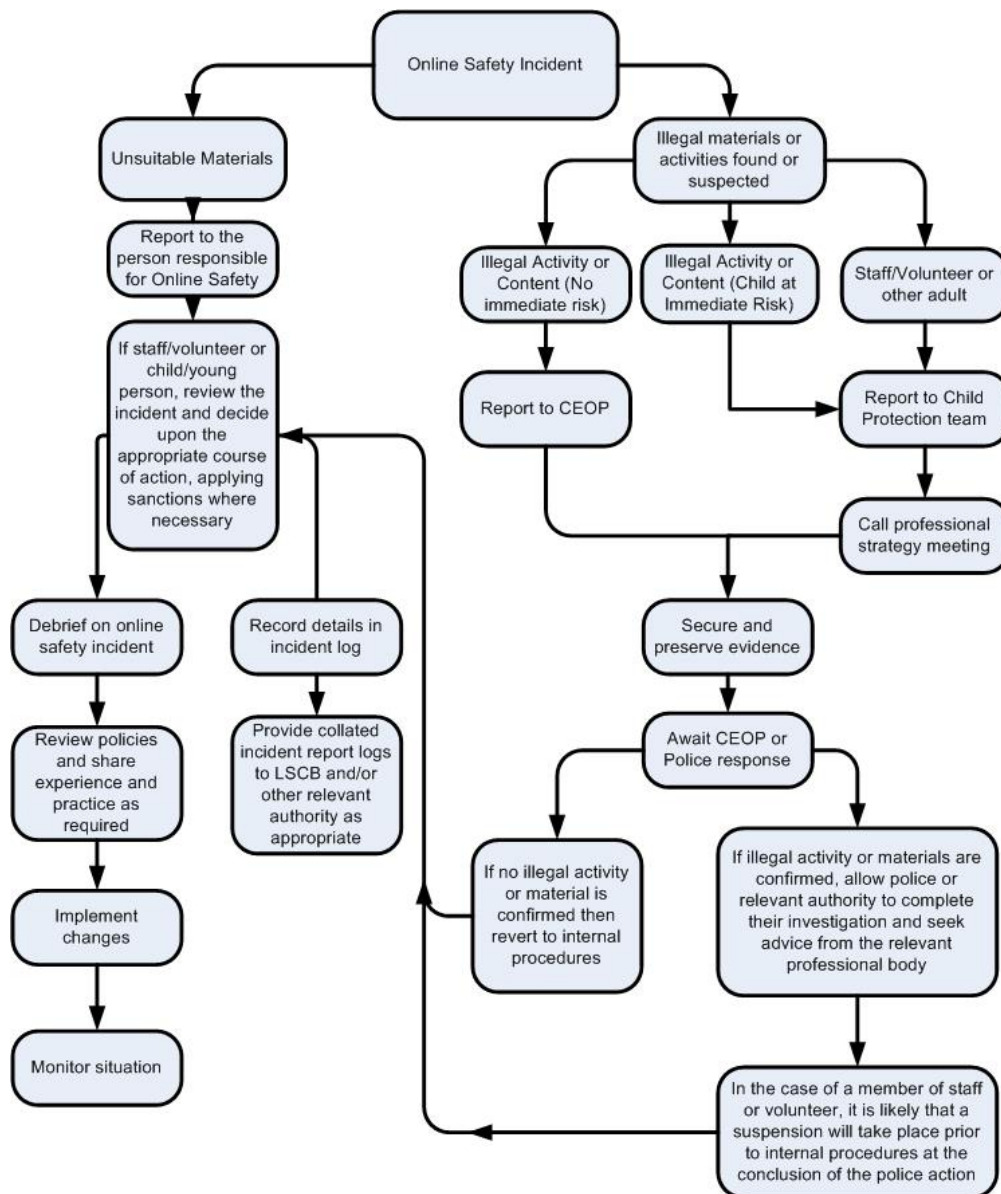 Online Safety Incident
Unsuitable Materials
Report to the
person responsible
for Online Safety
If staff/volunteer or
child/young
person, review the
incident and decide
upon the
appropriate course
of action, applying
sanctions where
necessary
Debrief on online
safety incident
Review policies
and share
experience and
practice as
required
Implement
changes
Monitor situation
Record details in
incident log
Provide collated
incident report logs
to LSCB and/or
other relevant
authority as
appropriate
Illegal materials or
activities found or
suspected
Illegal Activity or
Content (No
immediate risk)
Illegal Activity or
Content (Child at
Immediate Risk)
Staff/Volunteer or
other adult
Report to CEOP
Report to Child
Protection team
Call professional
strategy meeting
Secure and
preserve evidence
Await CEOP or
Police response
If no illegal activity
or material is
confirmed then
revert to internal
procedures
If illegal activity or materials are
confirmed, allow police or
relevant authority to complete
their investigation and seek
advice from the relevant
professional body
In the case of a member of staff
or volunteer, it is likely that a
suspension will take place prior
to internal procedures at the
conclusion of the police action